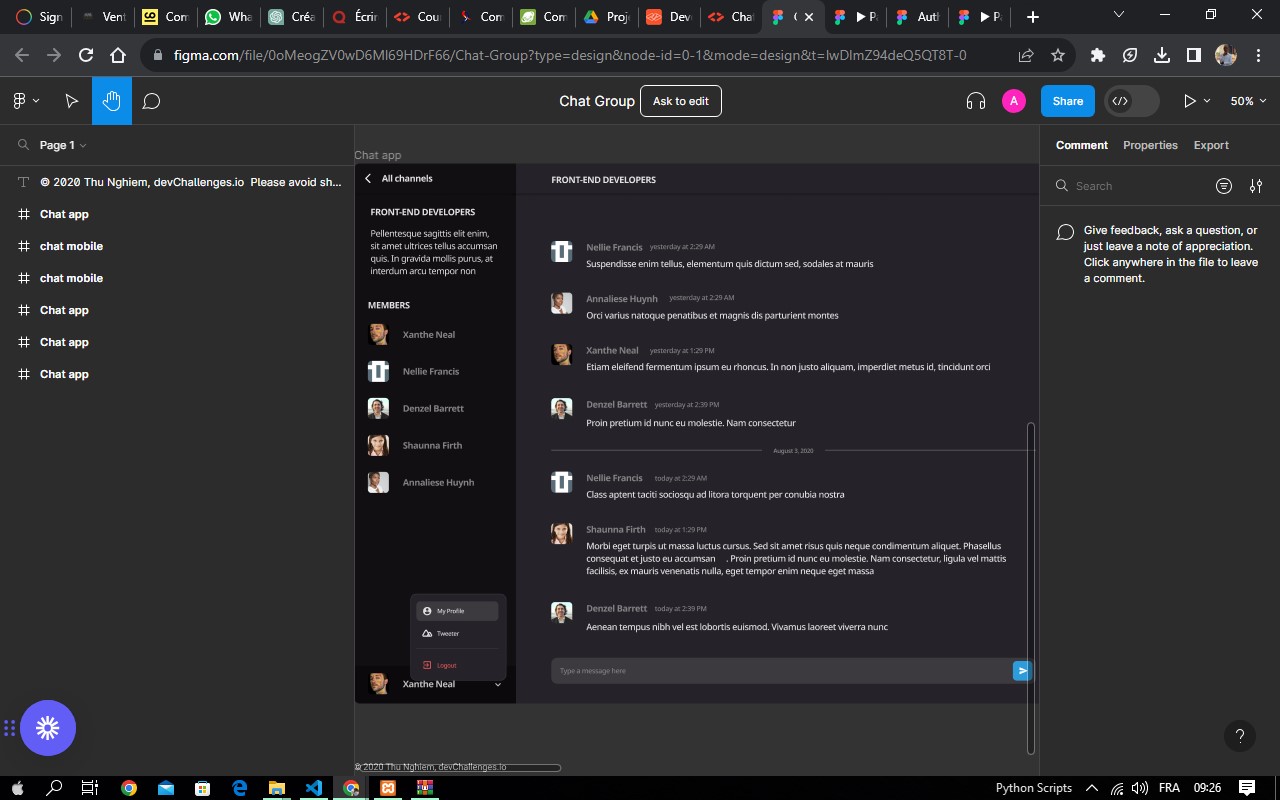 Sign
Vent
Com
Wha
Créa
Écrir
Cou
Com
Com
Proje
Dev
Chat
Auth
figma.com/file/0oMeogZV0wD6Ml69HDrF66/Chat-Group?type=design&node-id=0-1&mode=design&t=IwDlmZ94deQ5QT8T-0
Chat Group
Ask to edit
A
Share
50%
Page 1
© 2020 Thu Nghiem, devChallenges.io Please avoid sh...
Chat app
chat mobile
chat mobile
Chat app
Chat app
Chat app
Chat app
All channels
FRONT-END DEVELOPERS
Pellentesque sagittis elit enim,
sit amet ultrices tellus accumsan
quis. In gravida mollis purus, at
interdum arcu tempor non
MEMBERS
Xanthe Neal
Nellie Francis
Denzel Barrett
Shaunna Firth
Annaliese Huynh
My Profile
Tweeter
Logout
Xanthe Neal
FRONT-END DEVELOPERS
Nellie Francis yesterday at 2:29 AM
Suspendisse enim tellus, elementum quis dictum sed, sodales at mauris
Annaliese Huynh yesterday at 2:29 AM
Orci varius natoque penatibus et magnis dis parturient montes
Xanthe Neal yesterday at 1:29 PM
Etiam eleifend fermentum ipsum eu rhoncus. In non justo aliquam, imperdiet metus id, tincidunt orci
Denzel Barrett yesterday at 2:39 PM
Proin pretium id nunc eu molestie. Nam consectetur
August 3, 2020
Nellie Francis today at 2:29 AM
Class aptent taciti sociosqu ad litora torquent per conubia nostra
Shaunna Firth today at 1:29 PM
Morbi eget turpis ut massa luctus cursus. Sed sit amet risus quis neque condimentum aliquet. Phasellus
consequat et justo eu accumsan . Proin pretium id nunc eu molestie. Nam consectetur, ligula vel mattis
facilisis, ex mauris venenatis nulla, eget tempor enim neque eget massa
Denzel Barrett today at 2:39 PM
Aenean tempus nibh vel est lobortis euismod. Vivamus laoreet viverra nunc
Type a message here
© 2020 Thu Nghiem, devChallenges.io
Comment
Properties
Export
Search
Give feedback, ask a question, or
just leave a note of appreciation.
Click anywhere in the file to leave
a comment.
?
Python Scripts
FRA
09:26